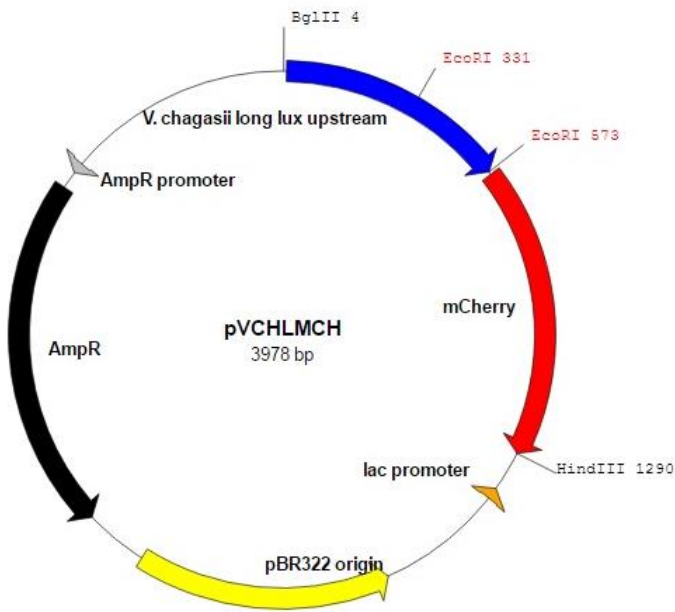 BglII 4
EcoRI 331
V. chagasii long lux upstream
EcoRI 573
AmpR promoter
mCherry
pVCHLMCH
3978 bp
AmpR
lac promoter
HindIII 1290
pBR322 origin